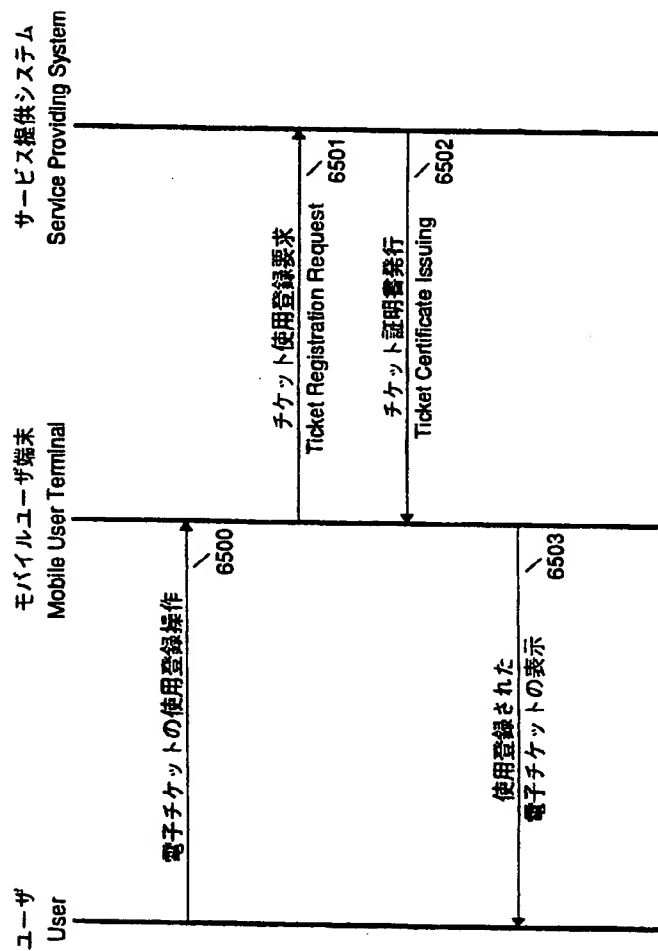 ユーザ
User
モバイルユーザ端末
Mobile User Terminal
サービス提供システム
Service Providing System
電子チケットの使用登録操作
6500
チケット使用登録要求
Ticket Registration Request
6501
チケット証明書発行
Ticket Certificate Issuing
6502
使用登録された
電子チケットの表示
6503